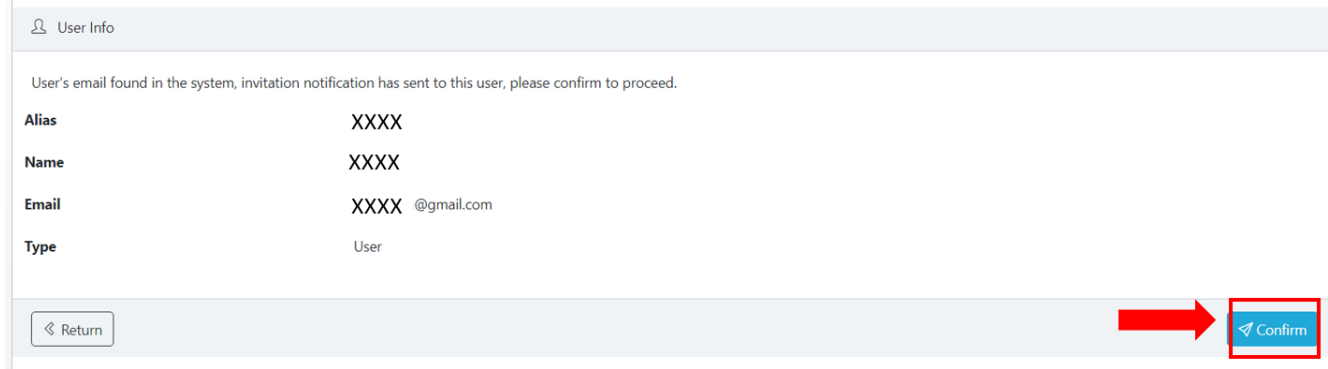 User Info
User's email found in the system, invitation notification has sent to this user, please confirm to proceed.
Alias XXXX
Name XXXX
Email XXXX @gmail.com
Type User
Return Confirm